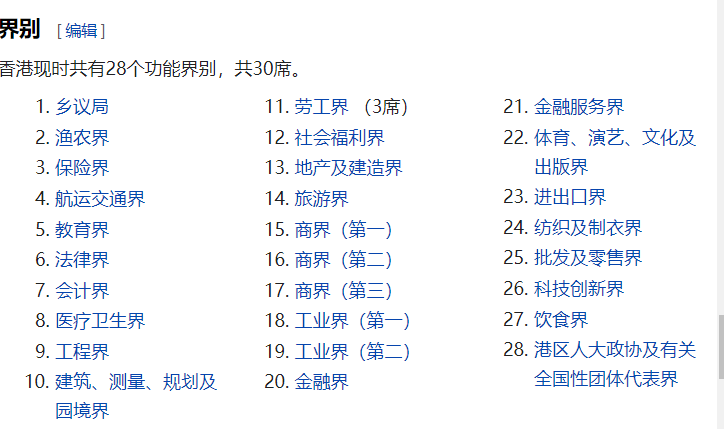 界别 [编辑]
香港现时共有28个功能界别，共30席。
1. 乡议局
2. 渔农界
3. 保险界
4. 航运交通界
5. 教育界
6. 法律界
7. 会计界
8. 医疗卫生界
9. 工程界
10. 建筑、测量、规划及
园境界
11. 劳工界 （3席）
12. 社会福利界
13. 地产及建造界
14. 旅游界
15. 商界（第一）
16. 商界（第二）
17. 商界（第三）
18. 工业界（第一）
19. 工业界（第二）
20. 金融界
21. 金融服务界
22. 体育、演艺、文化及
出版界
23. 进出口界
24. 纺织及制衣界
25. 批发及零售界
26. 科技创新界
27. 饮食界
28. 港区人大政协及有关
全国性团体代表界